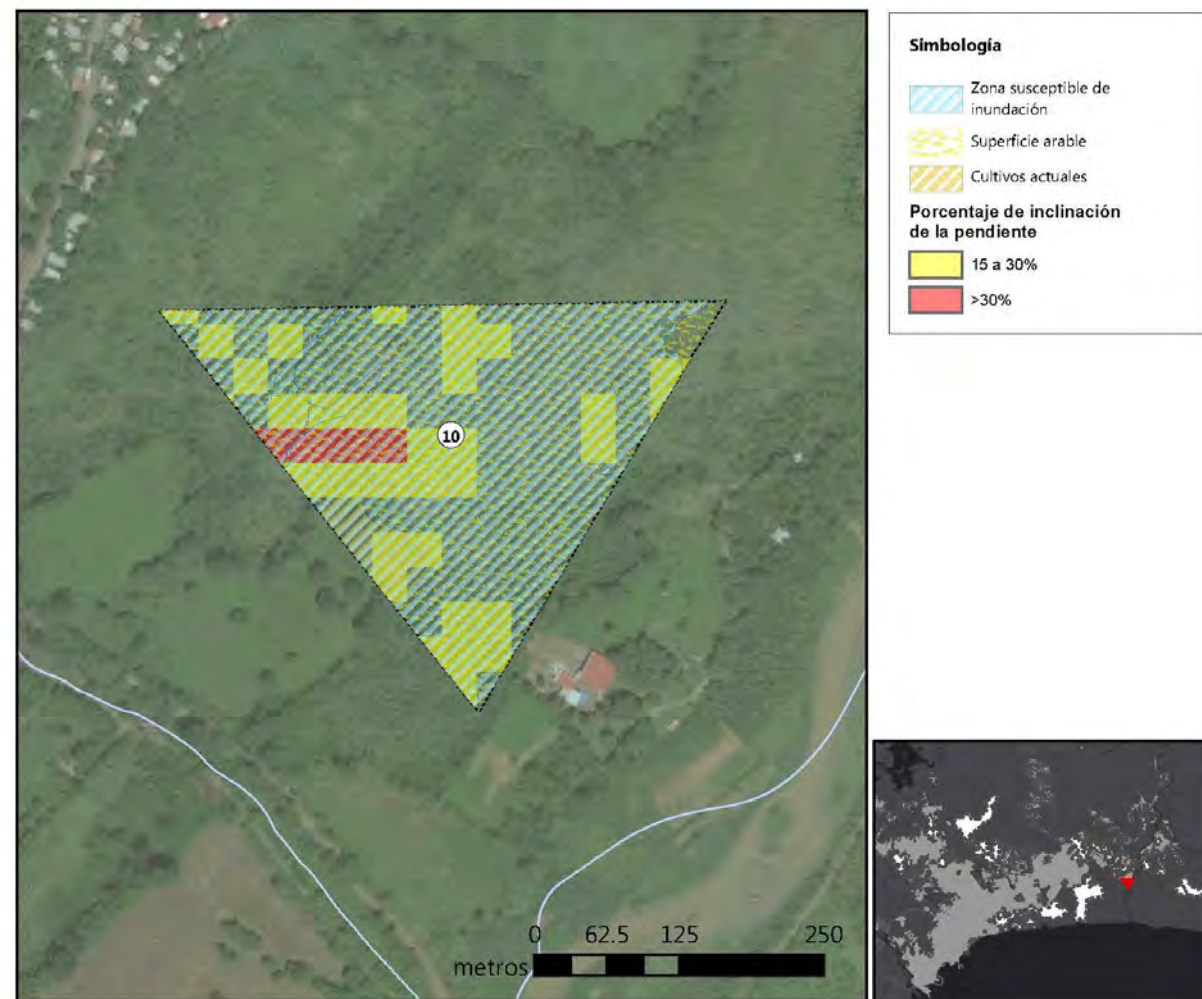 Simbología
Zona susceptible de
inundación
Superficie arable
Cultivos actuales
Porcentaje de inclinación
de la pendiente
15 a 30%
>30%
10
0 62.5 125 250
metros